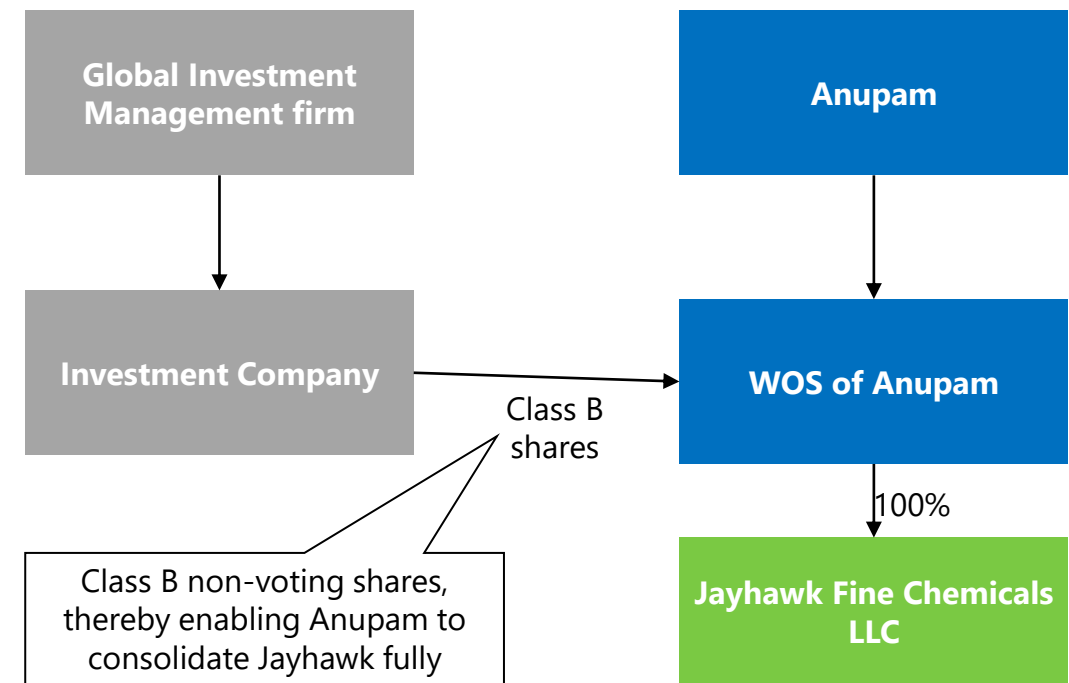 Global Investment
Management firm
Anupam
Investment Company
WOS of Anupam
Class B
shares
100%
Class B non-voting shares,
thereby enabling Anupam to
consolidate Jayhawk fully
Jayhawk Fine Chemicals
LLC